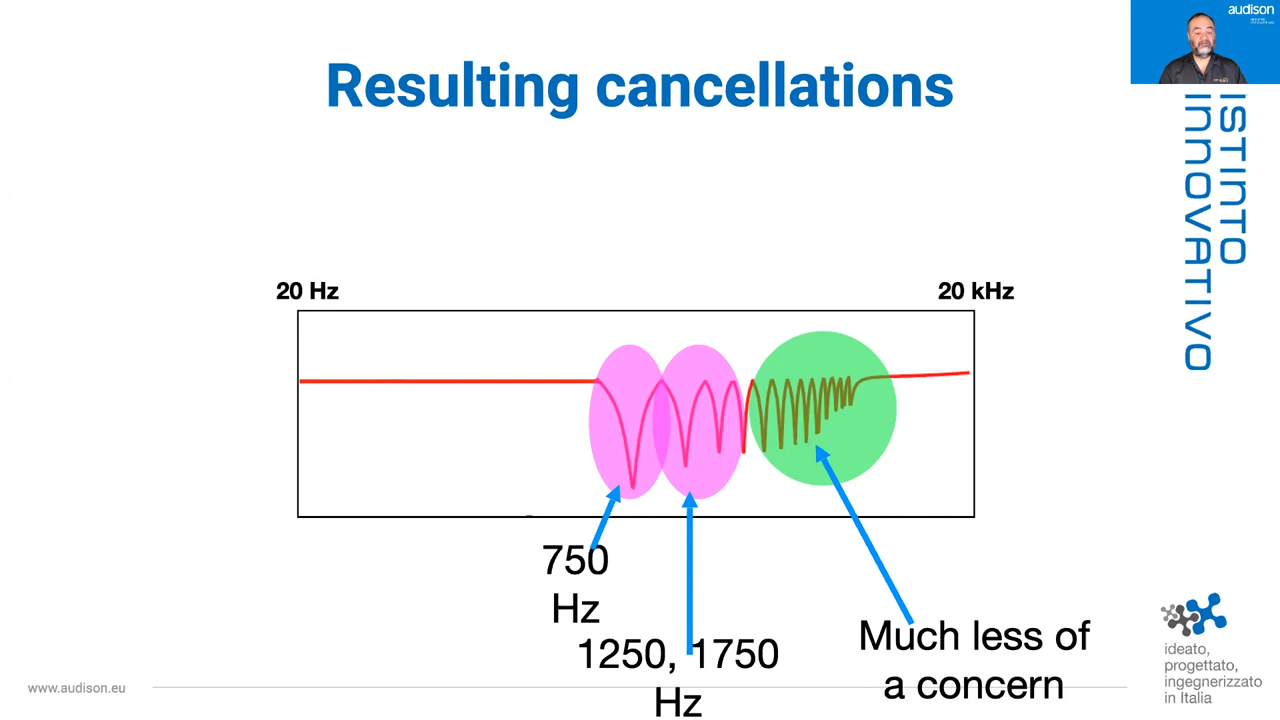 Resulting cancellations
audison
ISTINTO
INNOVATIVO
20 Hz
20 kHz
750
Hz
1250, 1750
Hz
Much less of
a concern
www.audison.eu
ideato,
progettato,
ingegnerizzato
in Italia